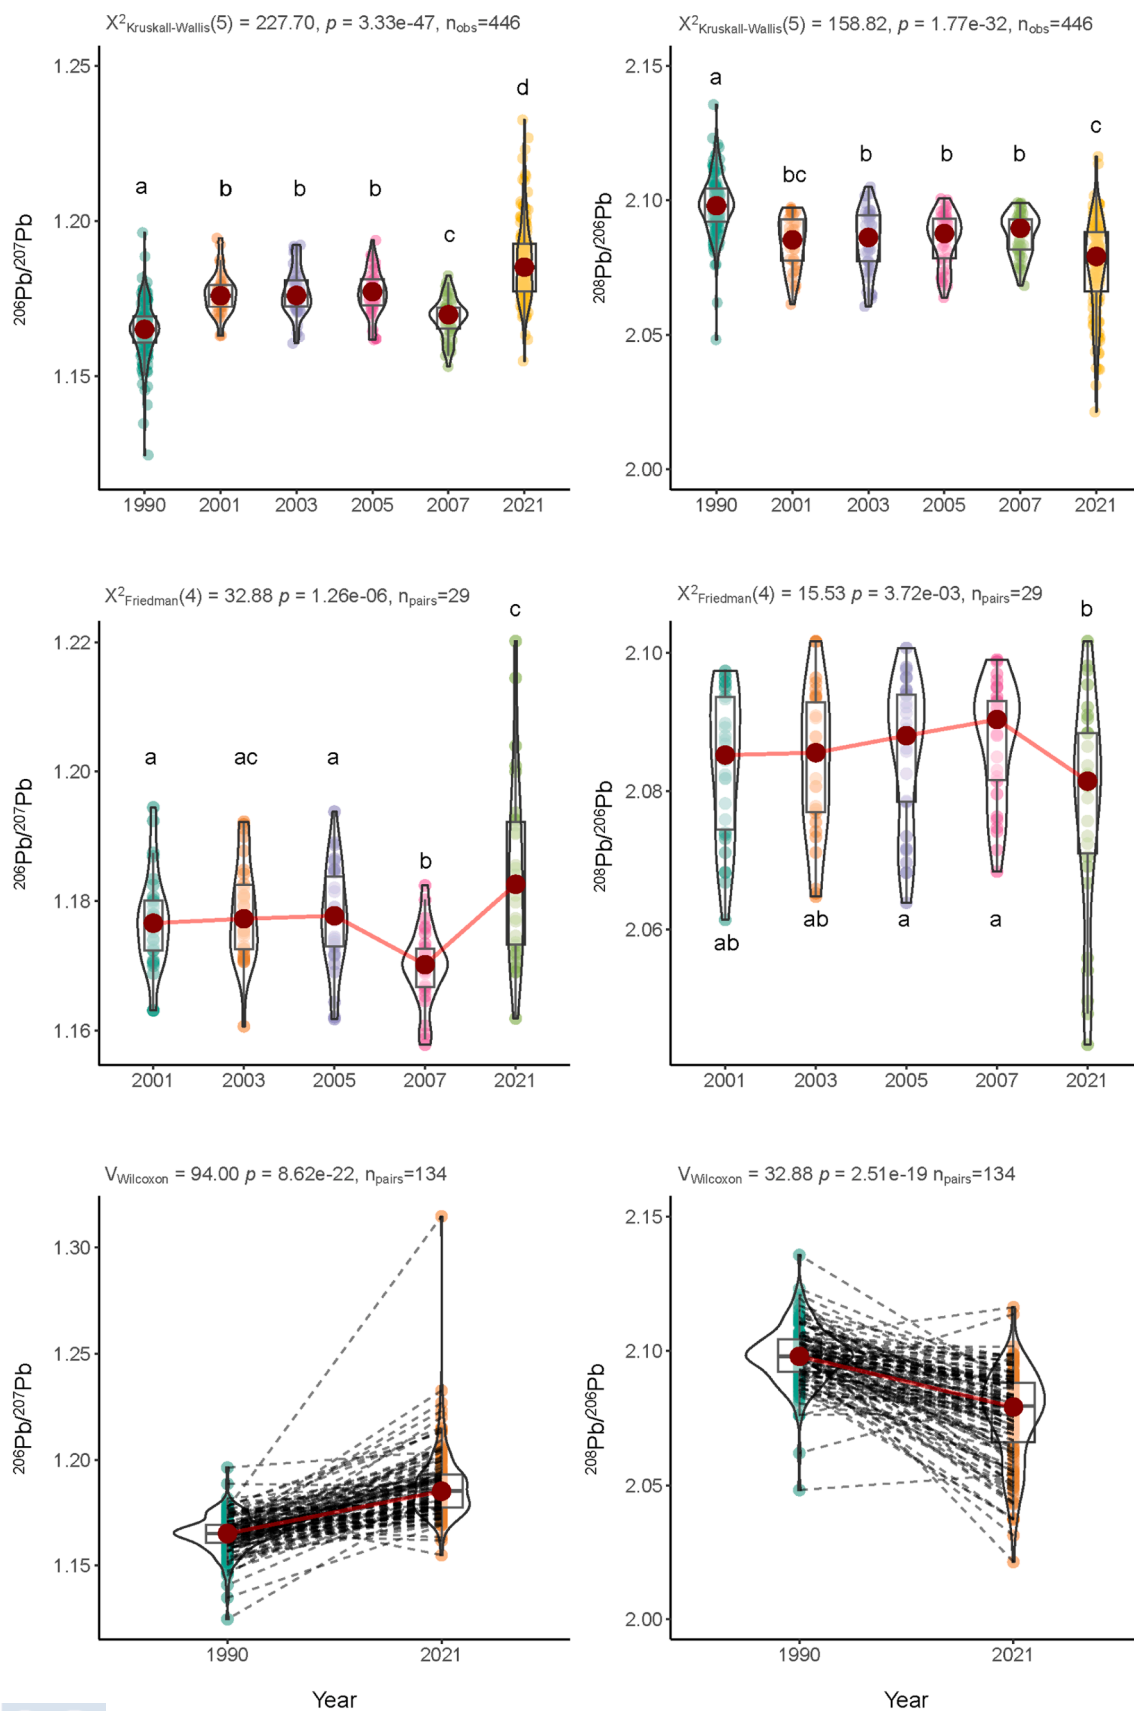 X²Kruskall-Wallis(5) = 227.70, p = 3.33e-47, nobs=446
1.25
1.20
1.15
206Pb/207Pb
a
b
b
b
c
d
1990 2001 2003 2005 2007 2021
X²Kruskall-Wallis(5) = 158.82, p = 1.77e-32, nobs=446
2.15
2.10
2.05
2.00
208Pb/206Pb
a
bc
b
b
b
c
1990 2001 2003 2005 2007 2021
X²Friedman(4) = 32.88 p = 1.26e-06, npairs=29
1.22
1.20
1.18
1.16
206Pb/207Pb
a
ac
a
b
c
2001 2003 2005 2007 2021
X²Friedman(4) = 15.53 p = 3.72e-03, npairs=29
2.10
2.08
2.06
208Pb/206Pb
ab
ab
a
a
b
2001 2003 2005 2007 2021
VWilcoxon = 94.00 p = 8.62e-22, npairs=134
1.30
1.25
1.20
1.15
206Pb/207Pb
1990 2021
Year
VWilcoxon = 32.88 p = 2.51e-19 npairs=134
2.15
2.10
2.05
2.00
208Pb/206Pb
1990 2021
Year